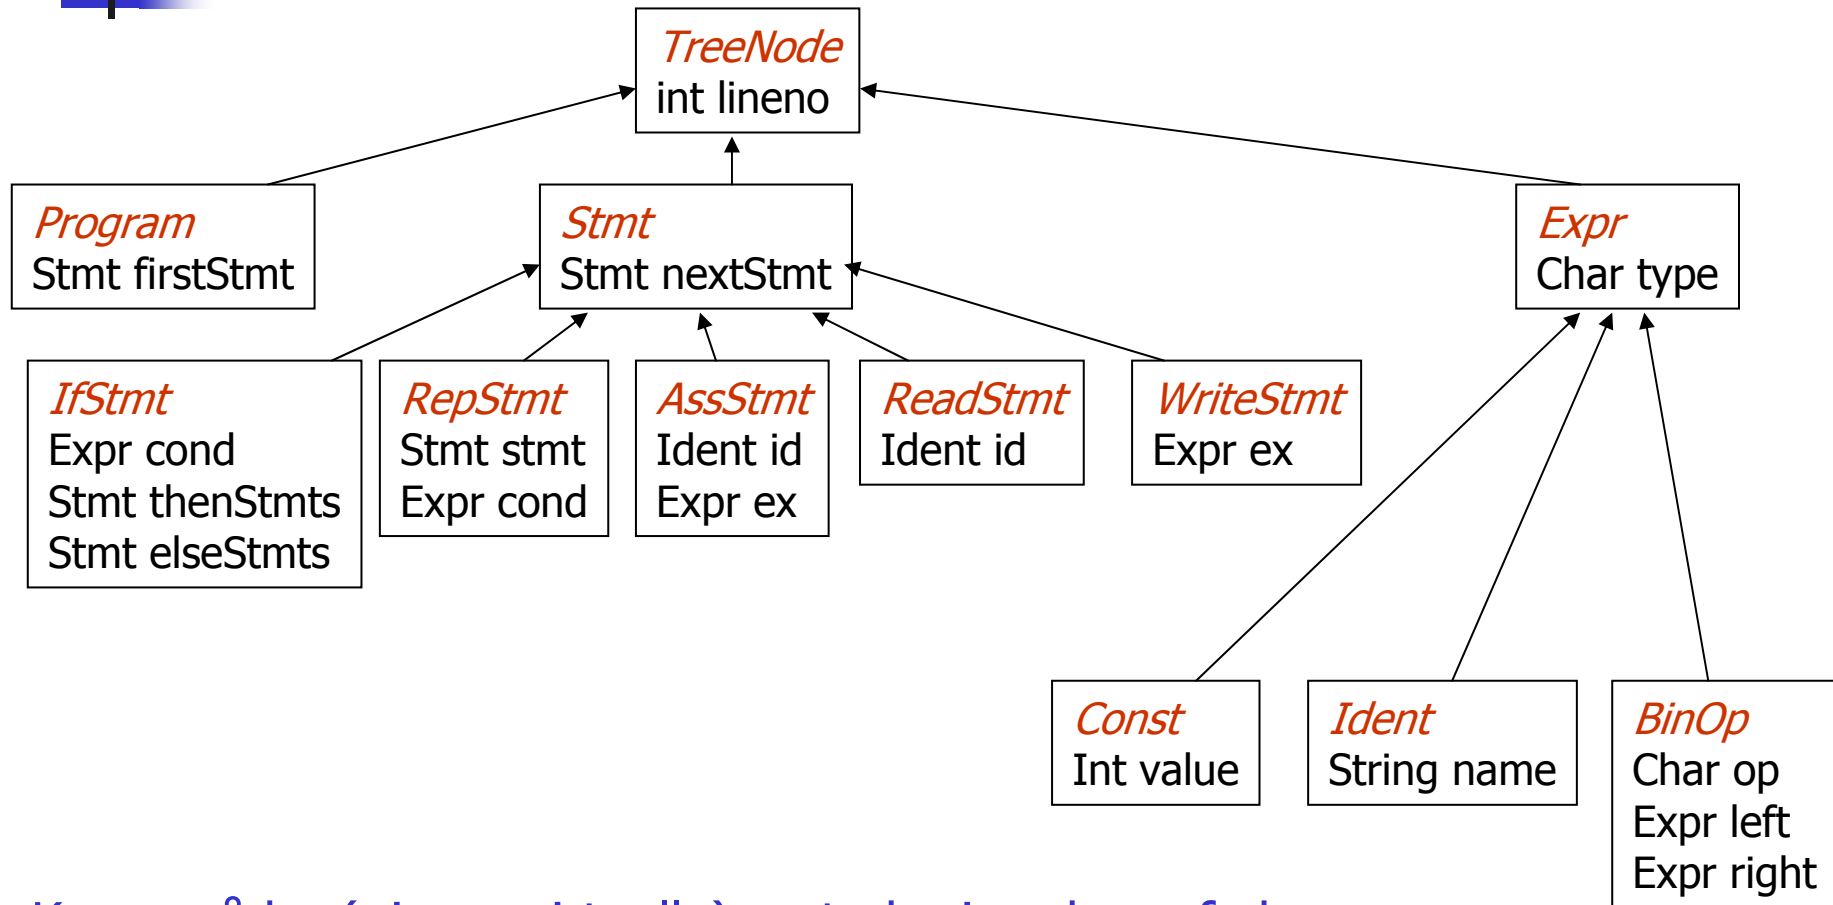 TreeNode
int lineno
Program
Stmt firstStmt
Stmt
Stmt nextStmt
Expr
Char type
IfStmt
Expr cond
Stmt thenStmts
Stmt elseStmts
RepStmt
Stmt stmt
Expr cond
AssStmt
Ident id
Expr ex
ReadStmt
Ident id
WriteStmt
Expr ex
Const
Int value
Ident
String name
BinOp
Char op
Expr left
Expr right